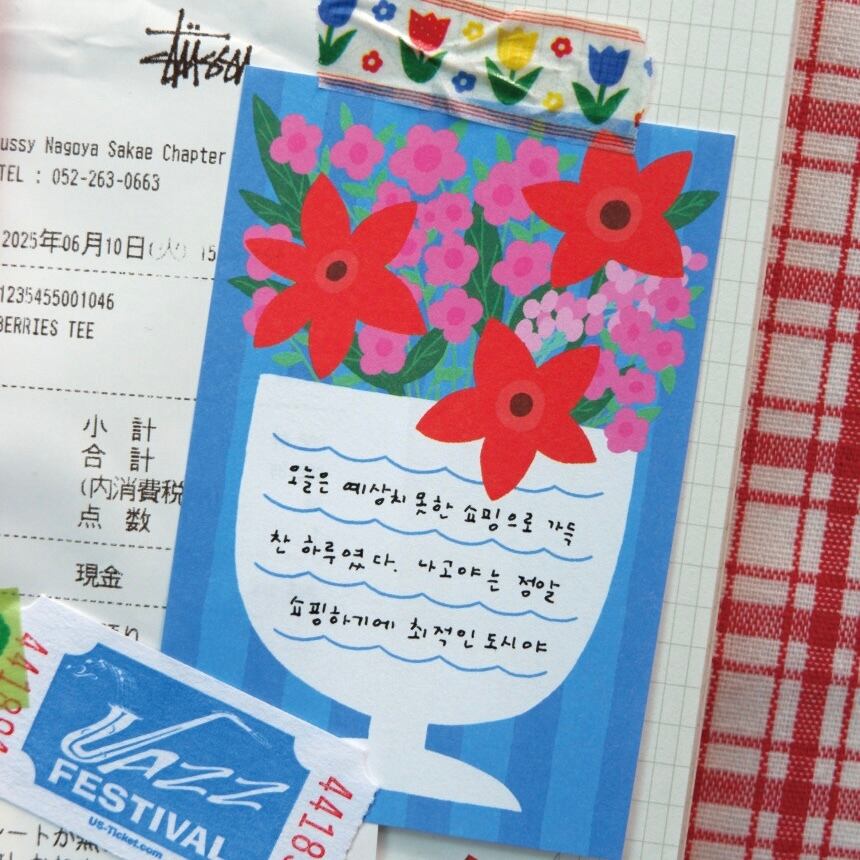 STÜSSY
ussy Nagoya Sakae Chapter
TEL : 052-263-0663
2025年06月10日(火) 15
1235455001046
BERRIES TEE
小計
合計
(内消費税
点数
現金
오늘은 예상치 못한 쇼핑으로 가득
찬 하루였다. 나고야는 정말
쇼핑하기에 최적인 도시야
JAZZ
FESTIVAL
US-Ticket.com